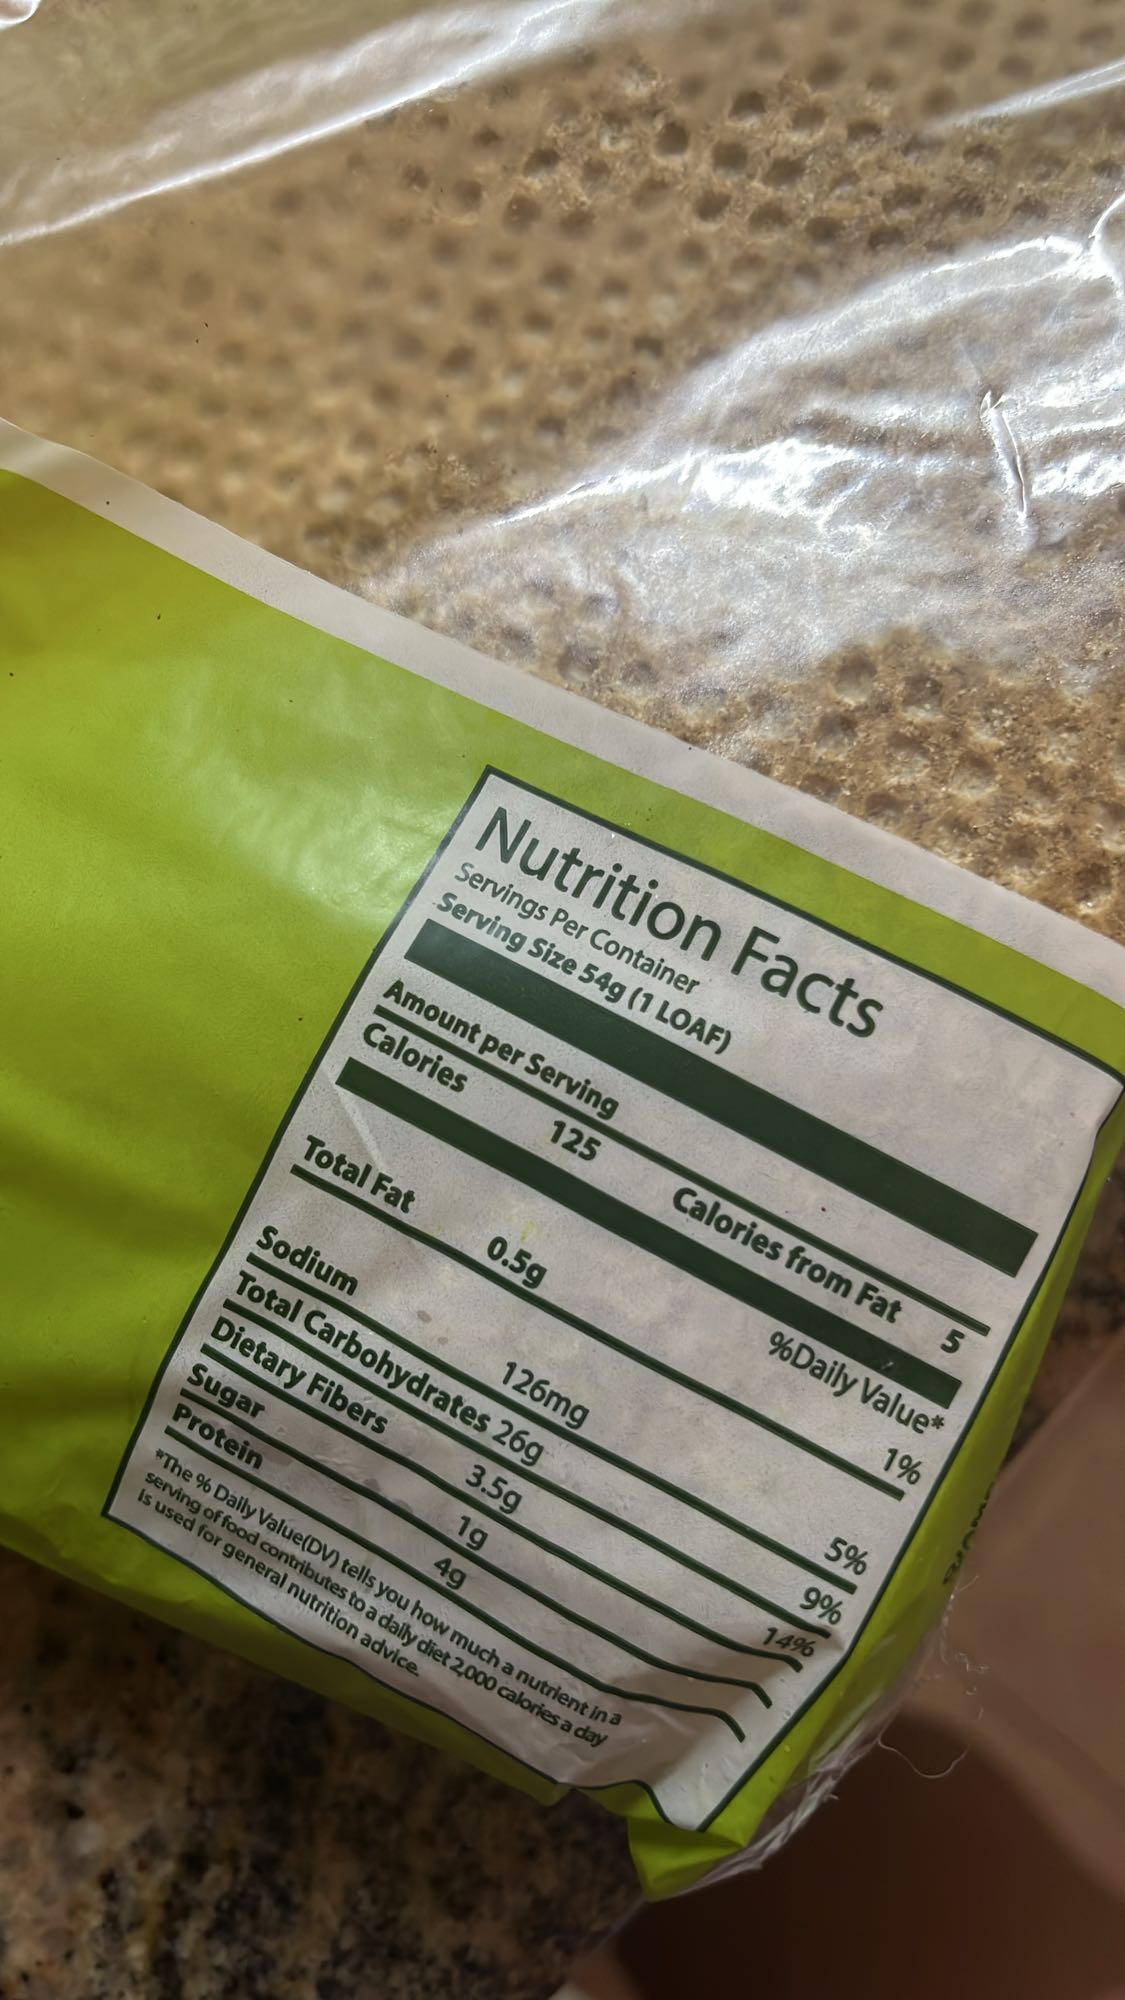 Nutrition Facts
Servings Per Container
Serving Size 54g (1 LOAF)
Amount per Serving
Calories 125 Calories from Fat 5
%Daily Value*
Total Fat 0.5g 1%
Sodium 126mg 5%
Total Carbohydrates 26g 9%
Dietary Fibers 3.5g 14%
Sugar 1g
Protein 4g
*The % Daily Value(DV) tells you how much a nutrient in a
serving of food contributes to a daily diet 2,000 calories a day
is used for general nutrition advice.